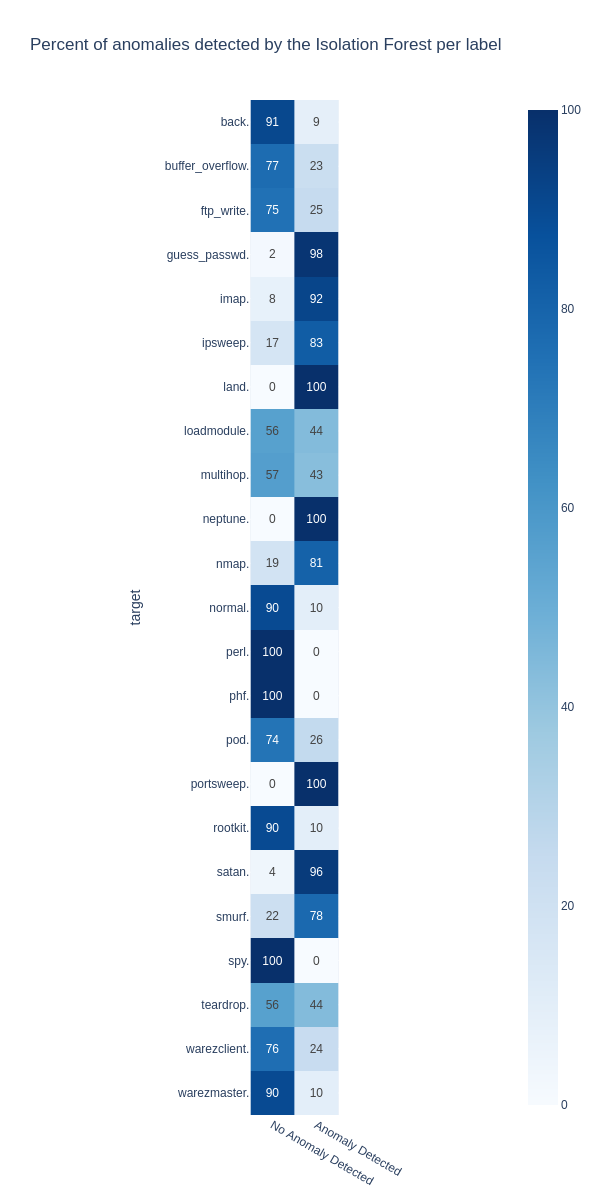 Percent of anomalies detected by the Isolation Forest per label
back. 91 9 100
buffer_overflow. 77 23
ftp_write. 75 25
guess_passwd. 2 98
imap. 8 92 80
ipsweep. 17 83
land. 0 100
loadmodule. 56 44
multihop. 57 43
neptune. 0 100 60
nmap. 19 81
target
normal. 90 10
perl. 100 0
phf. 100 0 40
pod. 74 26
portsweep. 0 100
rootkit. 90 10
satan. 4 96
smurf. 22 78 20
spy. 100 0
teardrop. 56 44
warezclient. 76 24
warezmaster. 90 10 0
No Anomaly Detected
Anomaly Detected